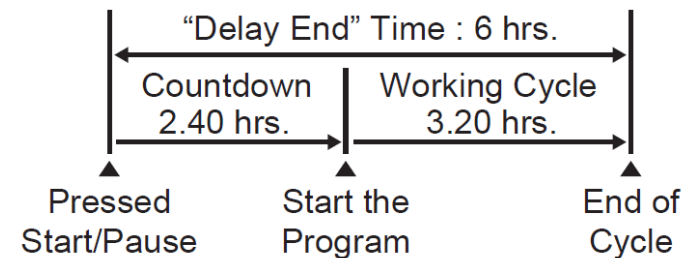 “Delay End” Time : 6 hrs.
Countdown
2.40 hrs.
Working Cycle
3.20 hrs.
Pressed
Start/Pause
Start the
Program
End of
Cycle